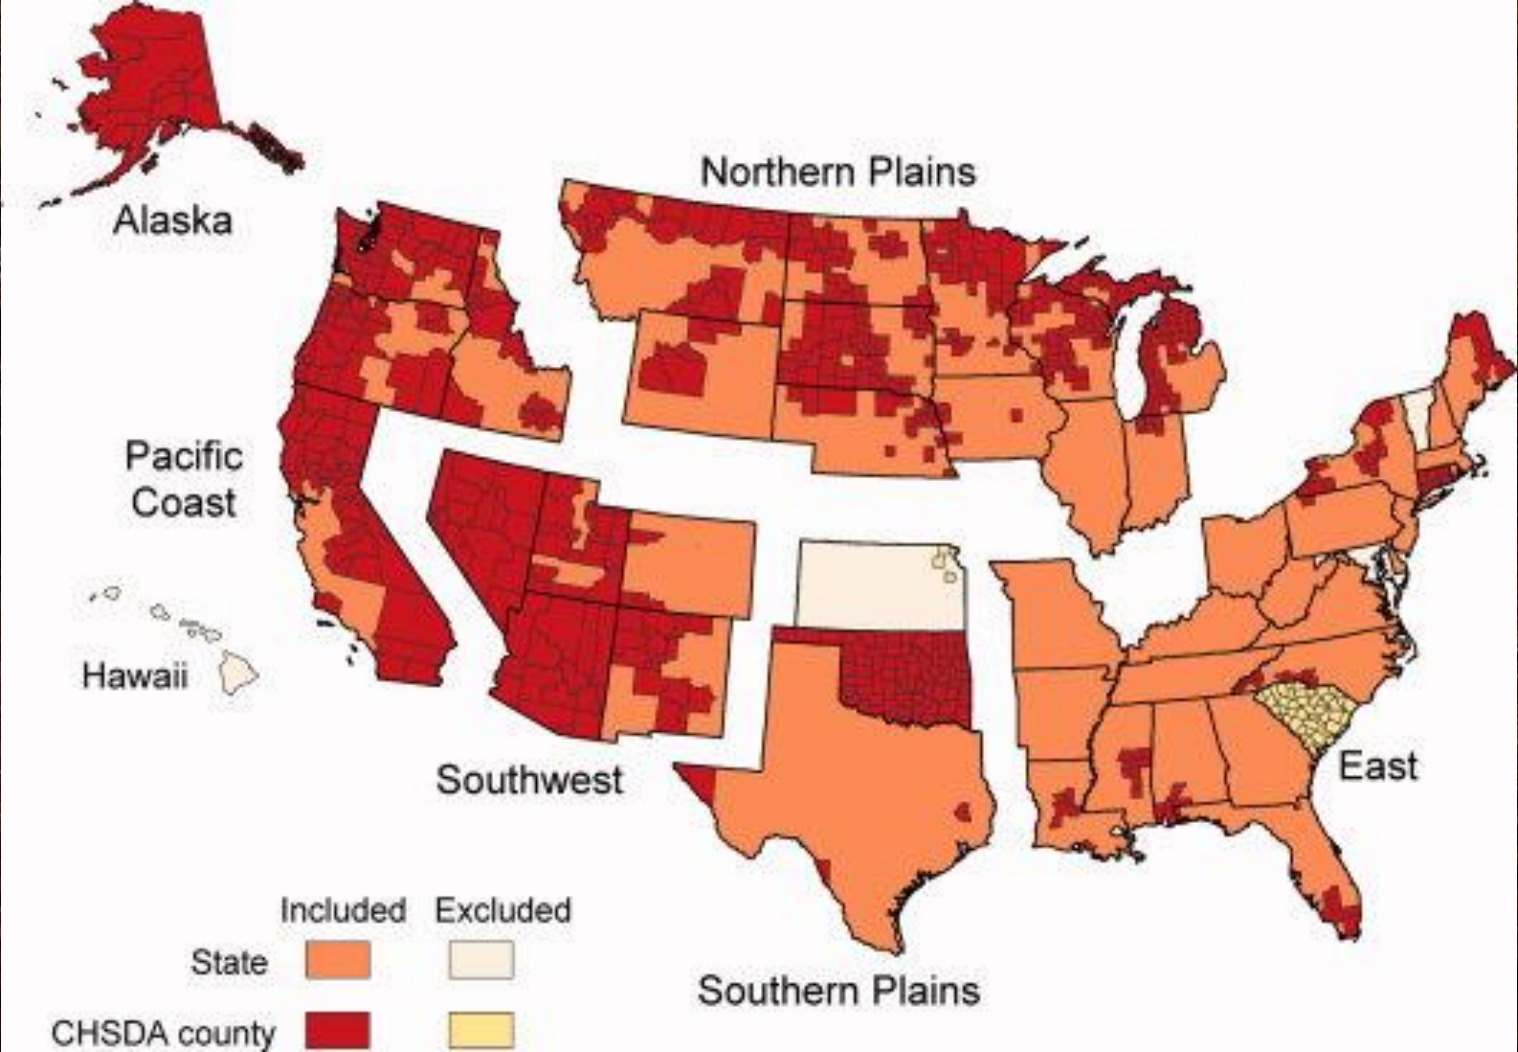 Northern Plains
Alaska
Pacific
Coast
Hawaii
Southwest
East
Southern Plains
Included Excluded
State
CHSDA county